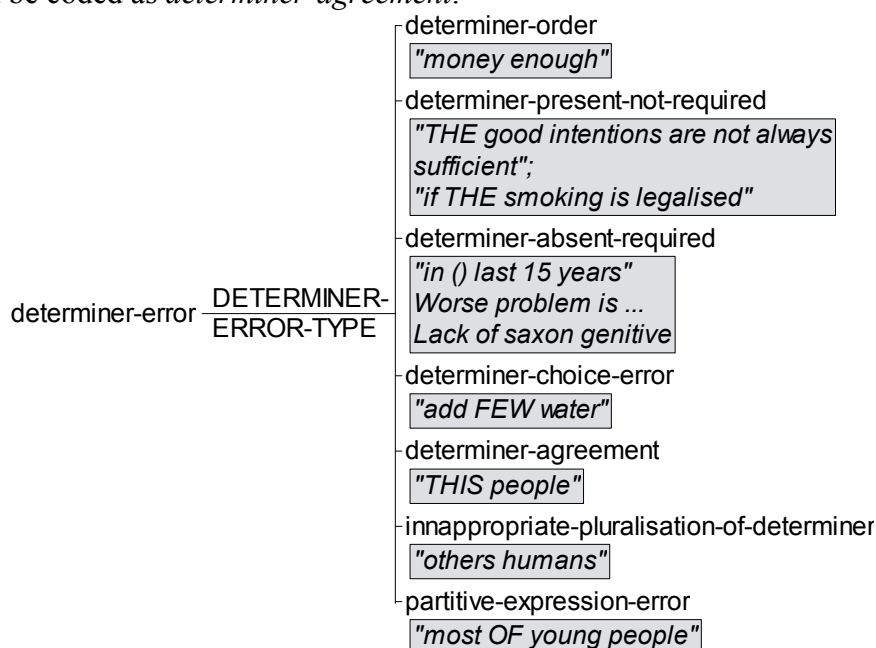 be coded as determiner-agreement.
determiner-order
"money enough"
determiner-present-not-required
"THE good intentions are not always
sufficient";
"if THE smoking is legalised"
determiner-absent-required
"in () last 15 years"
Worse problem is ...
Lack of saxon genitive
determiner-error
DETERMINER-
ERROR-TYPE
determiner-choice-error
"add FEW water"
determiner-agreement
"THIS people"
innappropriate-pluralisation-of-determiner
"others humans"
partitive-expression-error
"most OF young people"